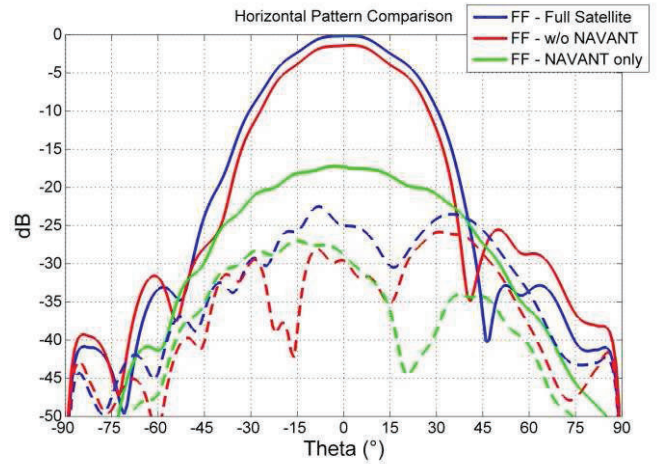 Horizontal Pattern Comparison
FF - Full Satellite
FF - w/o NAVANT
FF - NAVANT only
0
-5
-10
-15
-20
-25
-30
-35
-40
-45
-50
dB
-90 -75 -60 -45 -30 -15 0 15 30 45 60 75 90
Theta (°)